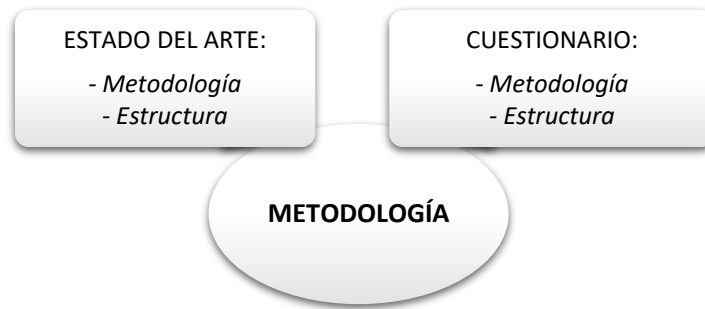 ESTADO DEL ARTE:
- Metodología
- Estructura
CUESTIONARIO:
- Metodología
- Estructura
METODOLOGÍA